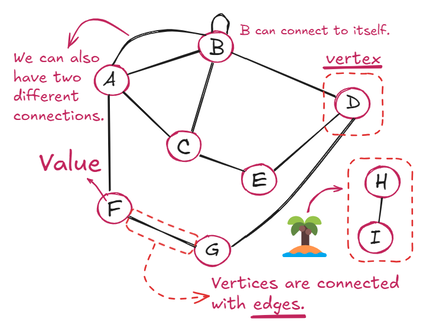 B can connect to itself.
We can also
have two
different
connections.
B
vertex
A
D
C
E
Value
H
F
I
G
Vertices are connected
with edges.